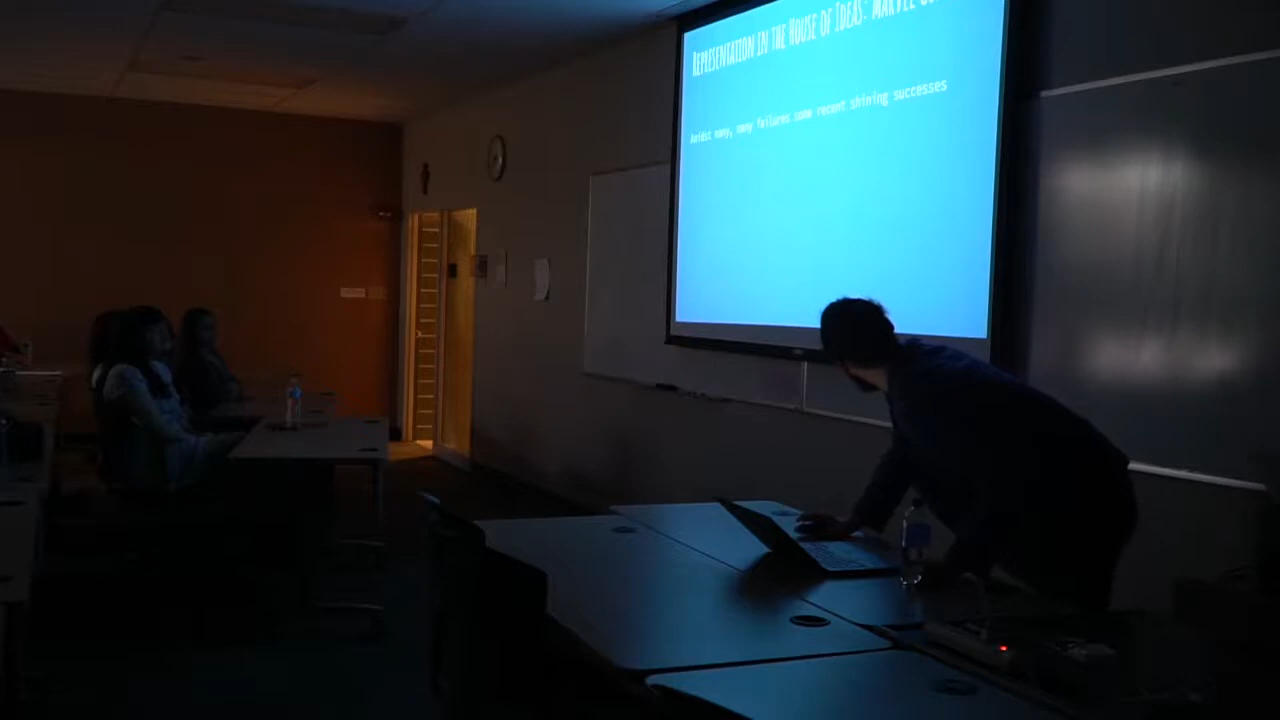 Representation in the House of Ideas: Marvel
Amidst many, many failures some recent shining successes